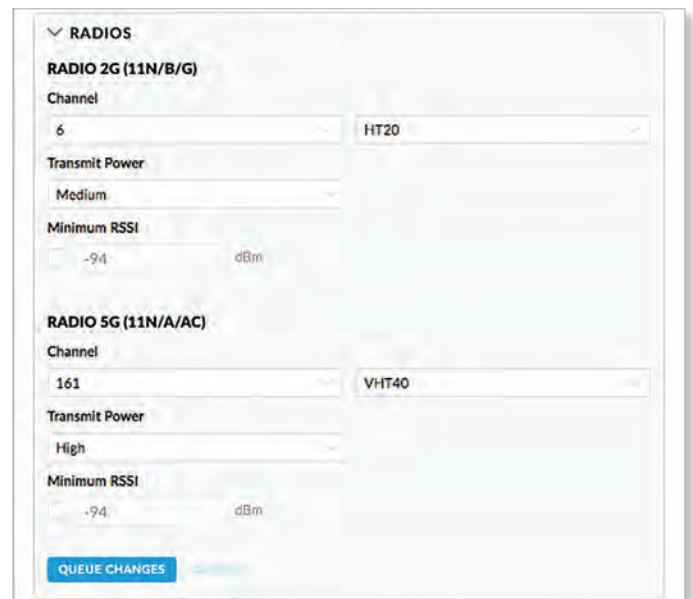 RADIOS
RADIO 2G (11N/B/G)
Channel
6 HT20
Transmit Power
Medium
Minimum RSSI
-94 dBm
RADIO 5G (11N/A/AC)
Channel
161 VHT40
Transmit Power
High
Minimum RSSI
-94 dBm
QUEUE CHANGES